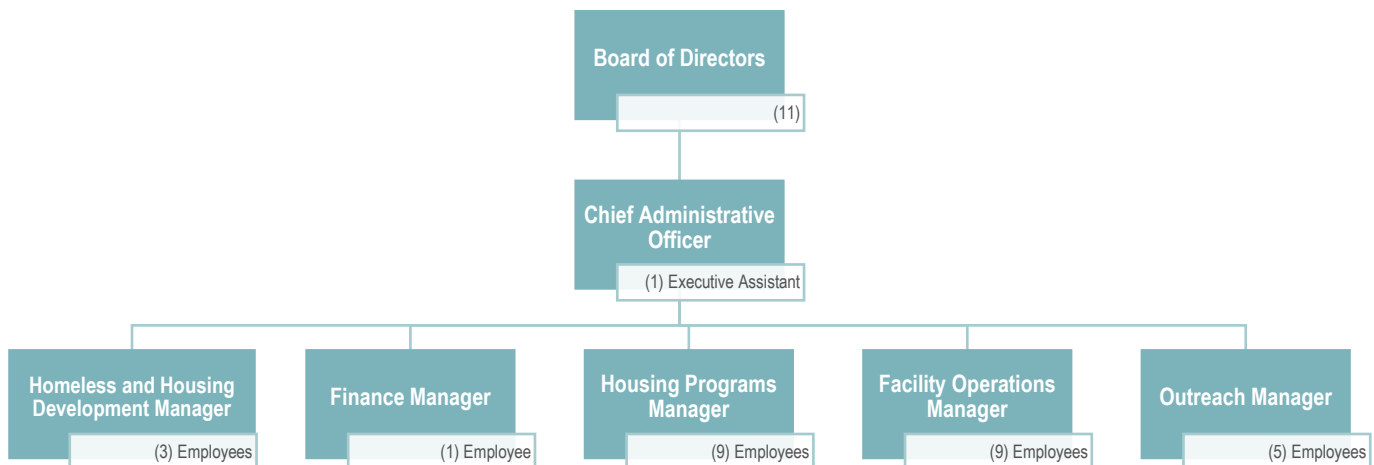 Board of Directors
(11)
Chief Administrative
Officer
(1) Executive Assistant
Homeless and Housing
Development Manager
(3) Employees
Finance Manager
(1) Employee
Housing Programs
Manager
(9) Employees
Facility Operations
Manager
(9) Employees
Outreach Manager
(5) Employees